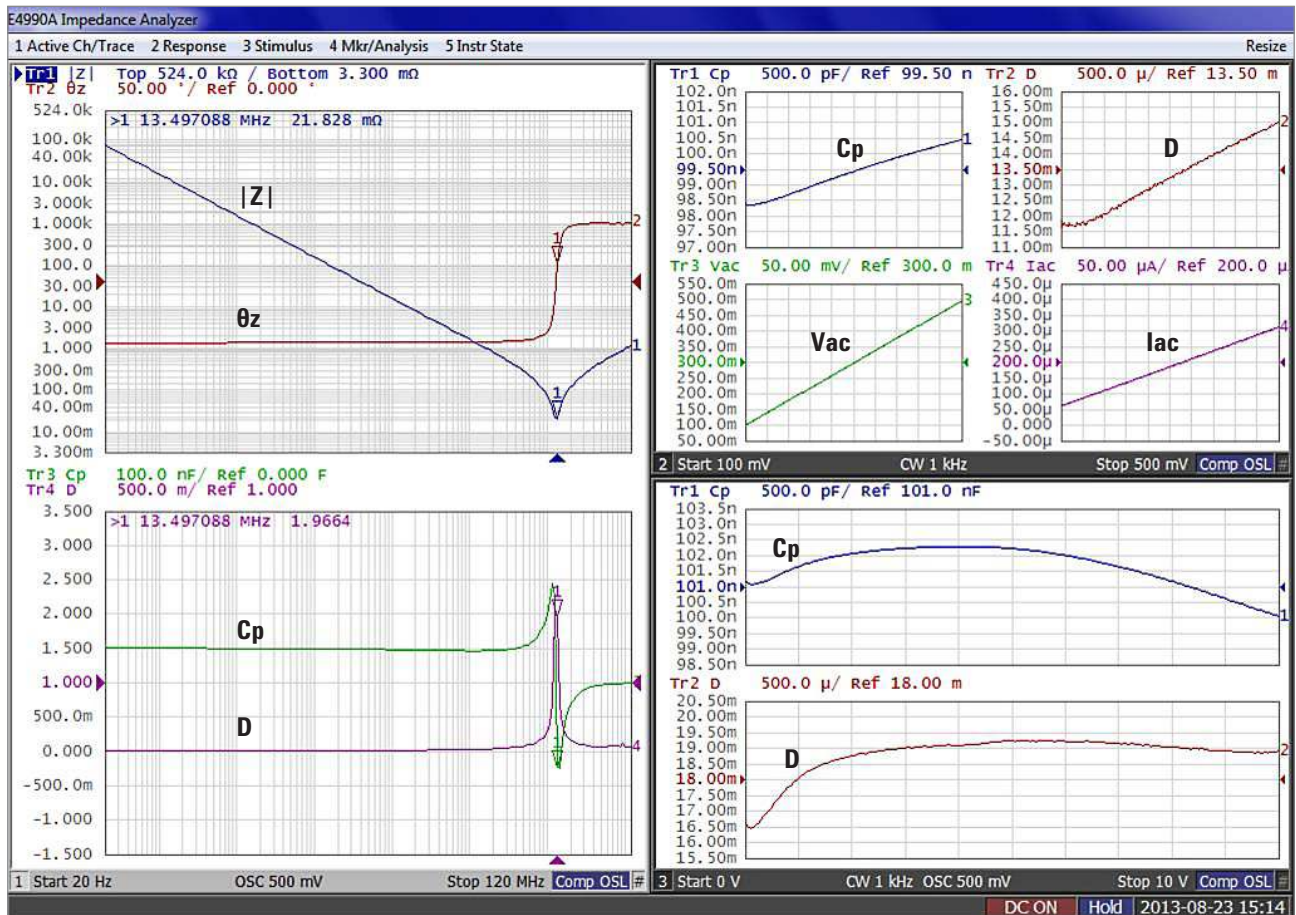 E4990A Impedance Analyzer
1 Active Ch/Trace 2 Response 3 Stimulus 4 Mkr/Analysis 5 Instr State Resize
Tr1 |Z| Top 524.0 kΩ / Bottom 3.300 mΩ
Tr2 θz 50.00 °/ Ref 0.000 °
524.0k
>1 13.497088 MHz 21.828 mΩ
100.0k
40.00k
10.00k
3.000k
1.000k
300.0
100.0
30.00
10.00
3.000
1.000
300.0m
100.0m
40.00m
10.00m
3.300m
|Z|
θz
1
2
1
1
Tr3 Cp 100.0 nF/ Ref 0.000 F
Tr4 D 500.0 m/ Ref 1.000
3.500
>1 13.497088 MHz 1.9664
3.000
2.500
2.000
1.500
1.000
500.0m
0.000
-500.0m
-1.000
-1.500
Cp
D
1
1
4
1 Start 20 Hz OSC 500 mV Stop 120 MHz Comp OSL #
Tr1 Cp 500.0 pF/ Ref 99.50 n
102.0n
101.5n
101.0n
100.5n
100.0n
99.50n
99.00n
98.50n
98.00n
97.50n
97.00n
Cp
1
Tr2 D 500.0 µ/ Ref 13.50 m
16.00m
15.50m
15.00m
14.50m
14.00m
13.50m
13.00m
12.50m
12.00m
11.50m
11.00m
D
2
Tr3 Vac 50.00 mV/ Ref 300.0 m
550.0m
500.0m
450.0m
400.0m
350.0m
300.0m
250.0m
200.0m
150.0m
100.0m
50.00m
Vac
3
Tr4 Iac 50.00 µA/ Ref 200.0 µ
450.0µ
400.0µ
350.0µ
300.0µ
250.0µ
200.0µ
150.0µ
100.0µ
50.00µ
0.000
-50.00µ
Iac
4
2 Start 100 mV CW 1 kHz Stop 500 mV Comp OSL #
Tr1 Cp 500.0 pF/ Ref 101.0 nF
103.5n
103.0n
102.5n
102.0n
101.5n
101.0n
100.5n
100.0n
99.50n
99.00n
98.50n
Cp
1
Tr2 D 500.0 µ/ Ref 18.00 m
20.50m
20.00m
19.50m
19.00m
18.50m
18.00m
17.50m
17.00m
16.50m
16.00m
15.50m
D
2
3 Start 0 V CW 1 kHz OSC 500 mV Stop 10 V Comp OSL #
DC ON Hold 2013-08-23 15:14